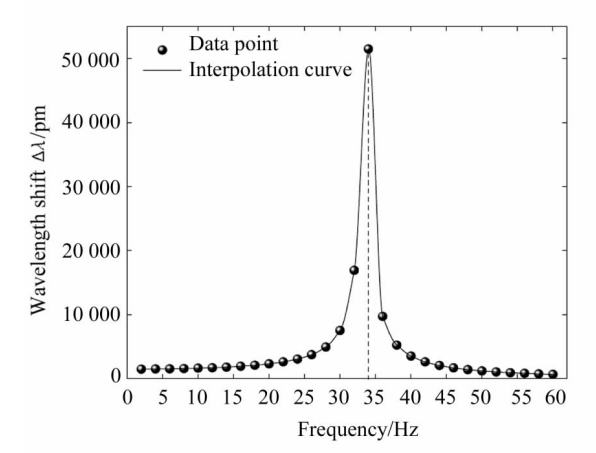 Data point
Interpolation curve
Wavelength shift Δλ/pm
50 000
40 000
30 000
20 000
10 000
0
0 5 10 15 20 25 30 35 40 45 50 55 60
Frequency/Hz